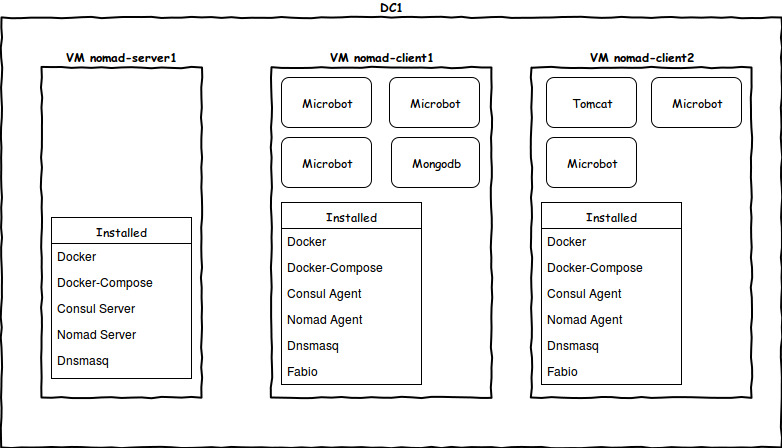 DC1
VM nomad-server1
Installed
Docker
Docker-Compose
Consul Server
Nomad Server
Dnsmasq
VM nomad-client1
Microbot
Microbot
Microbot
Mongodb
Installed
Docker
Docker-Compose
Consul Agent
Nomad Agent
Dnsmasq
Fabio
VM nomad-client2
Tomcat
Microbot
Microbot
Installed
Docker
Docker-Compose
Consul Agent
Nomad Agent
Dnsmasq
Fabio